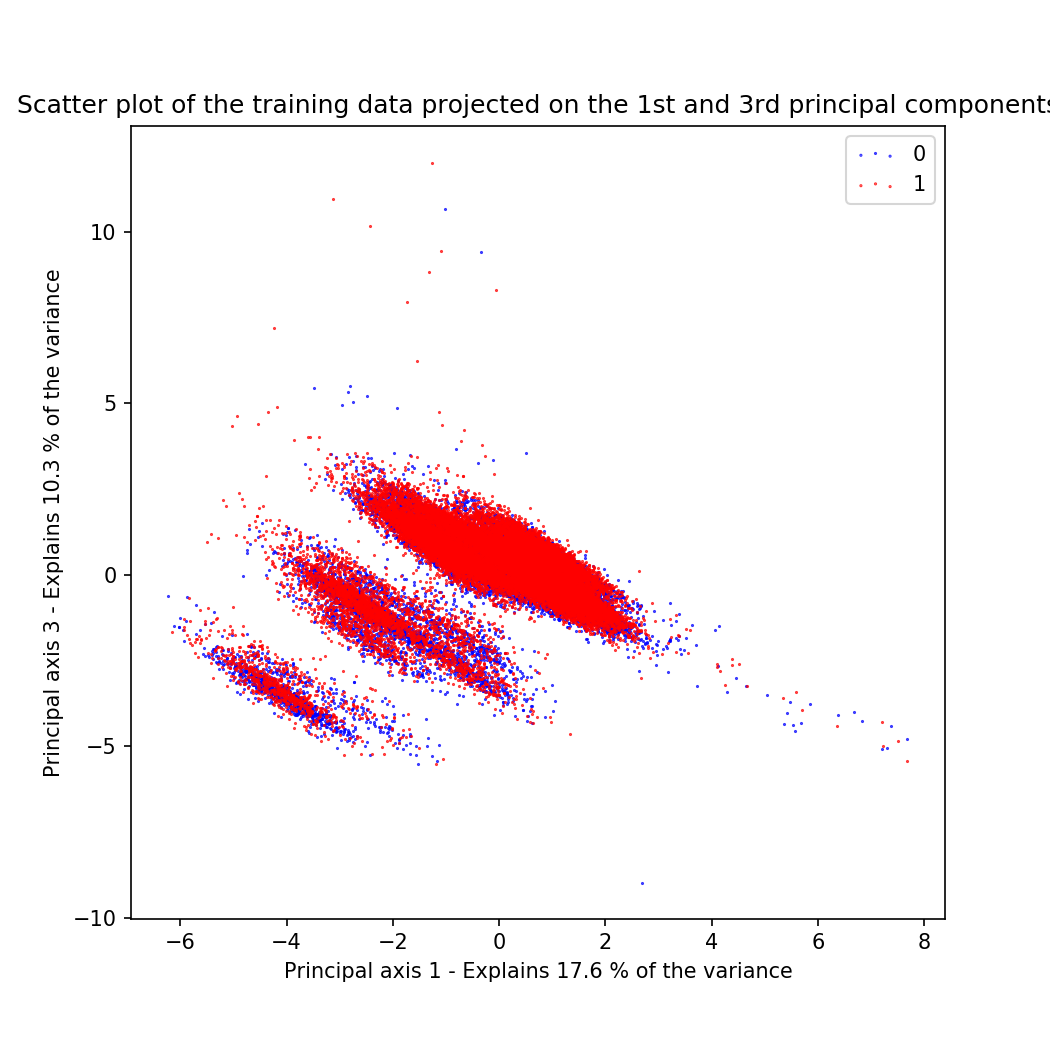 Scatter plot of the training data projected on the 1st and 3rd principal components
0
1
10
5
0
−5
−10
Principal axis 3 - Explains 10.3 % of the variance
−6 −4 −2 0 2 4 6 8
Principal axis 1 - Explains 17.6 % of the variance